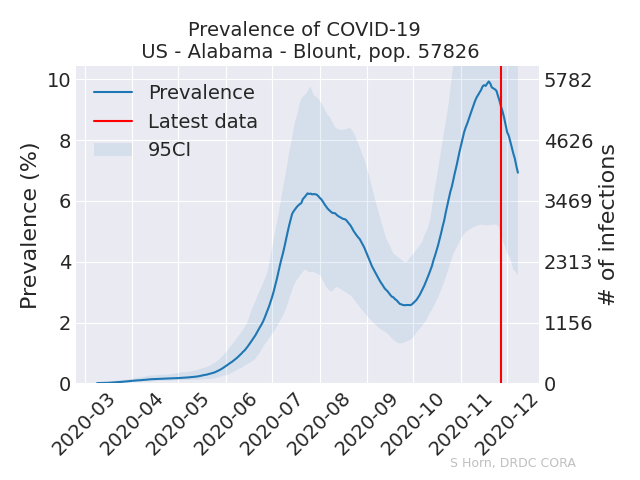 Prevalence of COVID-19
US - Alabama - Blount, pop. 57826
Prevalence
Latest data
95CI
Prevalence (%)
# of infections
10
8
6
4
2
0
5782
4626
3469
2313
1156
0
2020-03
2020-04
2020-05
2020-06
2020-07
2020-08
2020-09
2020-10
2020-11
2020-12
S Horn, DRDC CORA